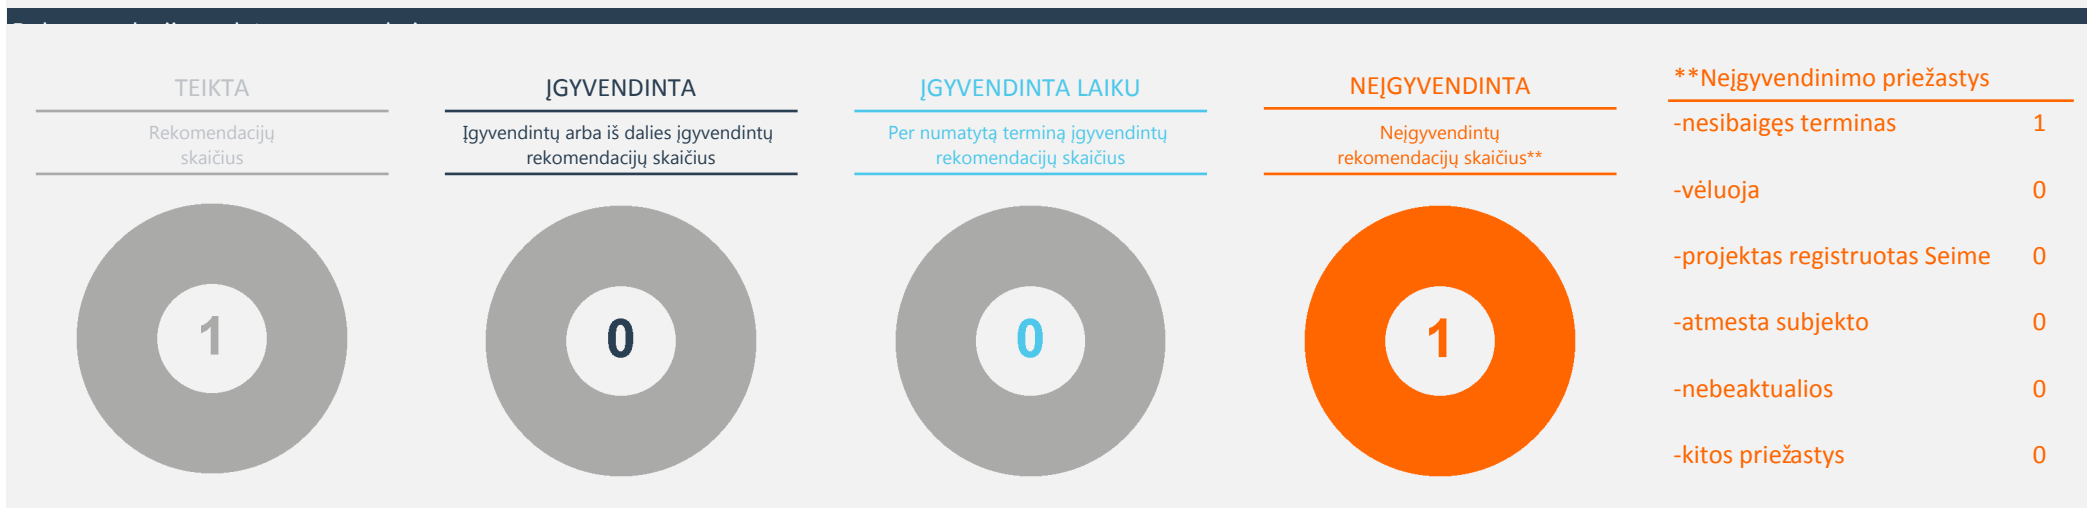 TEIKTA
Rekomendacijų
skaičius
1
ĮGYVENDINTA
Įgyvendintų arba iš dalies įgyvendintų
rekomendacijų skaičius
0
ĮGYVENDINTA LAIKU
Per numatytą terminą įgyvendintų
rekomendacijų skaičius
0
NEĮGYVENDINTA
Neįgyvendintų
rekomendacijų skaičius**
1
**Neįgyvendinimo priežastys
-nesibaigęs terminas 1
-vėluoja 0
-projektas registruotas Seime 0
-atmesta subjekto 0
-nebeaktualios 0
-kitos priežastys 0